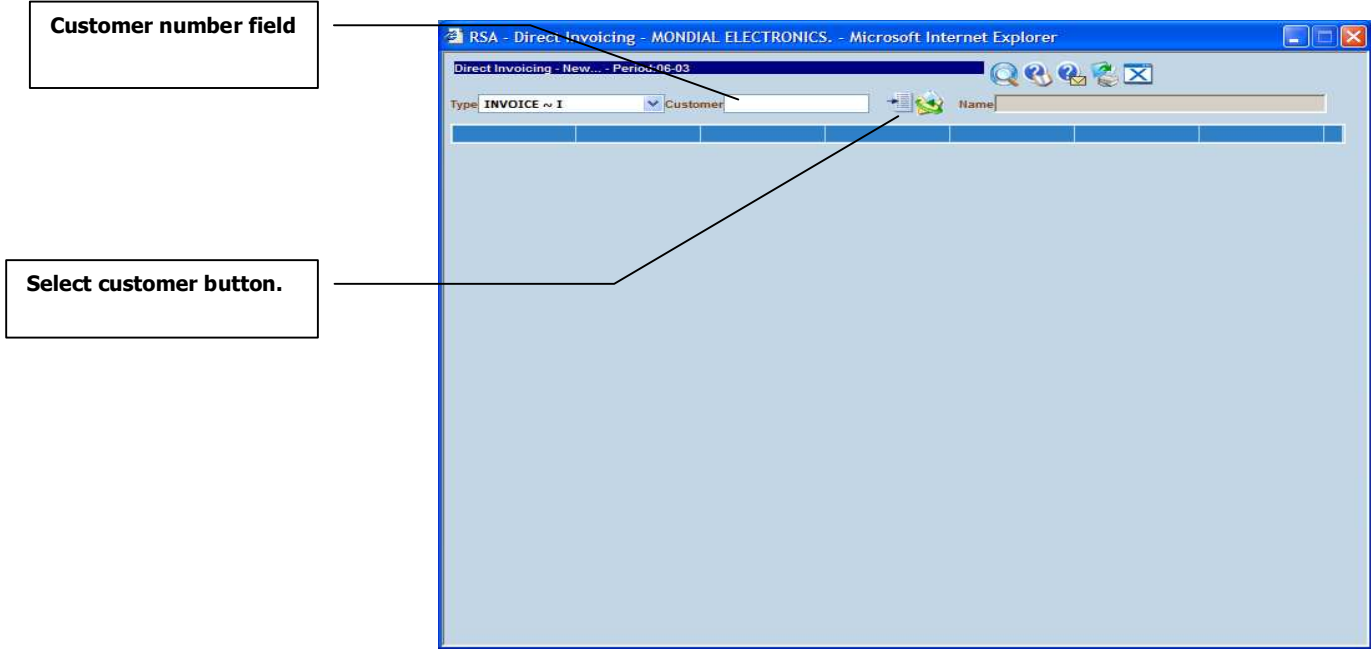 Customer number field
RSA - Direct Invoicing - MONDIAL ELECTRONICS. - Microsoft Internet Explorer
Direct Invoicing - New... - Period:06-03
Type INVOICE ~ I Customer Name
Select customer button.